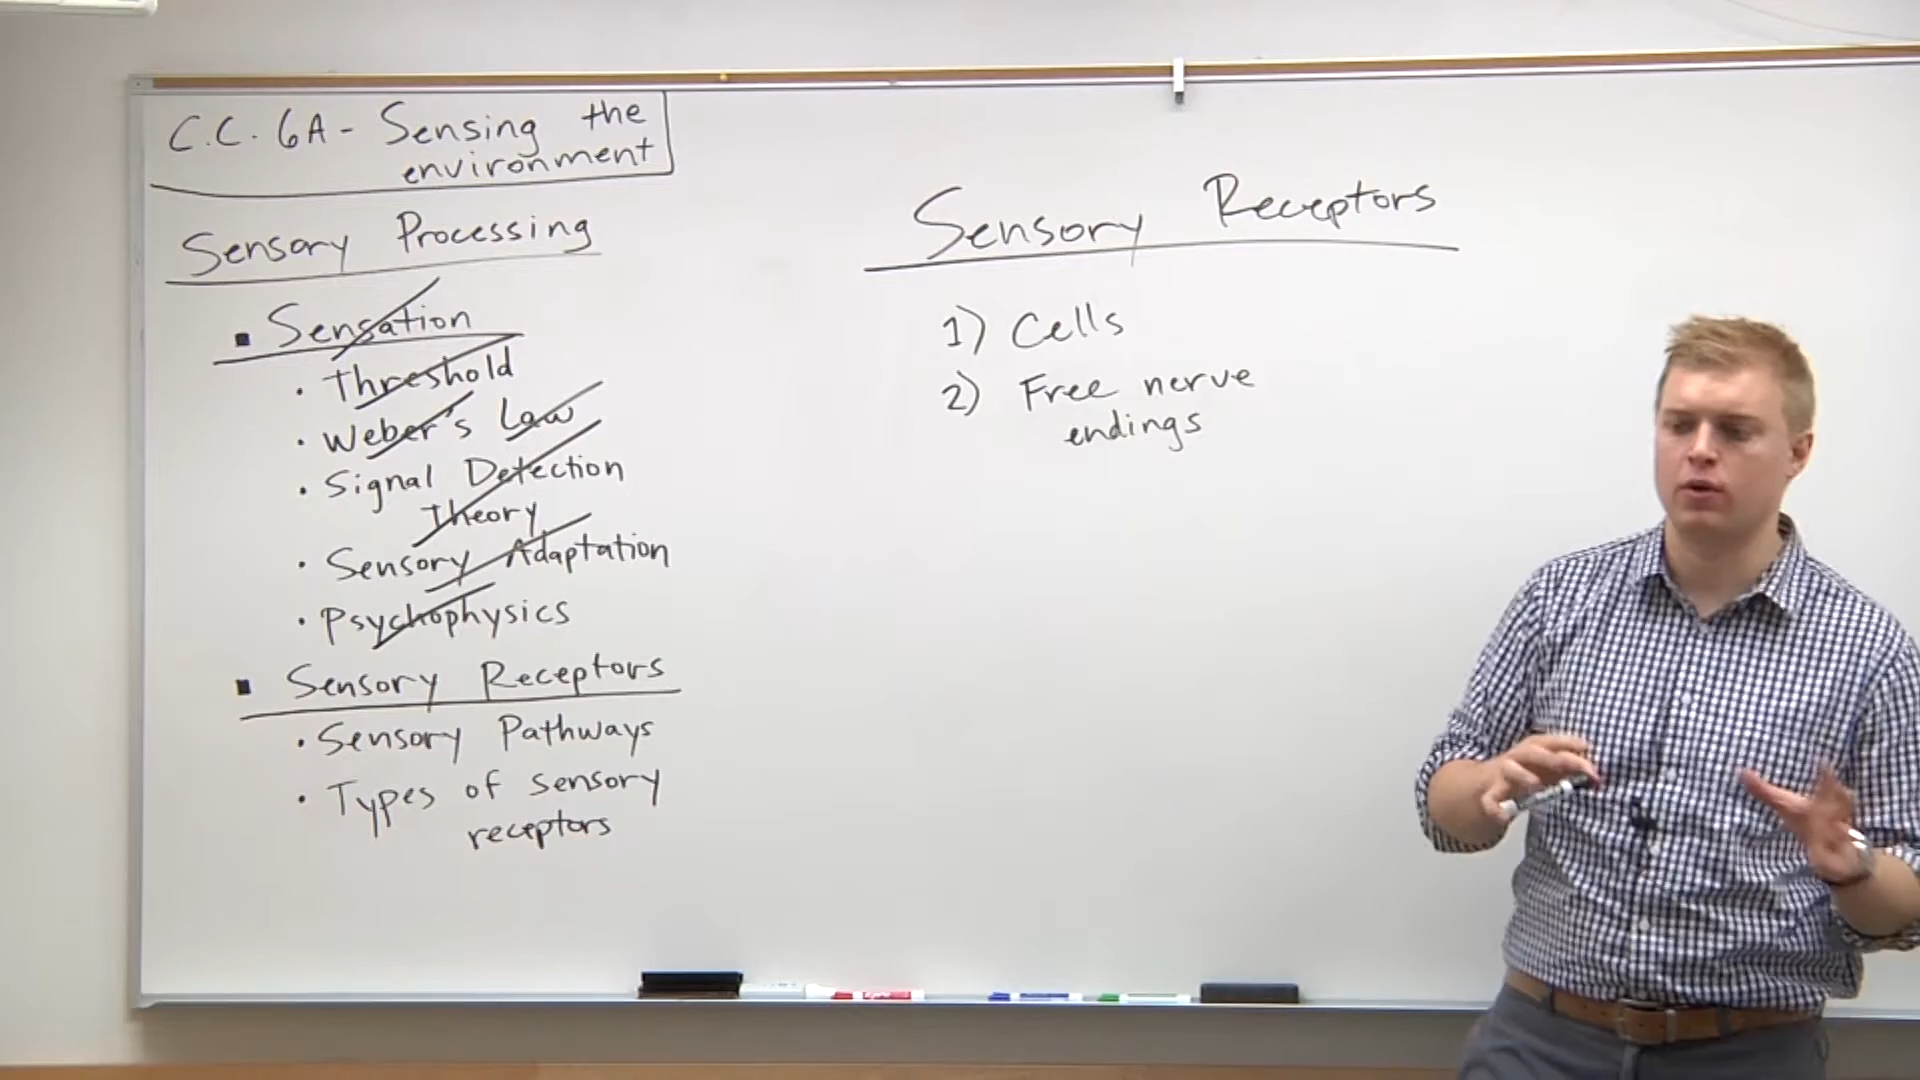 C.C. 6A - Sensing the
environment
Sensory Processing
▪ Sensation
• Threshold
• Weber's Law
• Signal Detection
Theory
• Sensory Adaptation
• Psychophysics
▪ Sensory Receptors
• Sensory Pathways
• Types of sensory
receptors
Sensory Receptors
1) Cells
2) Free nerve
endings